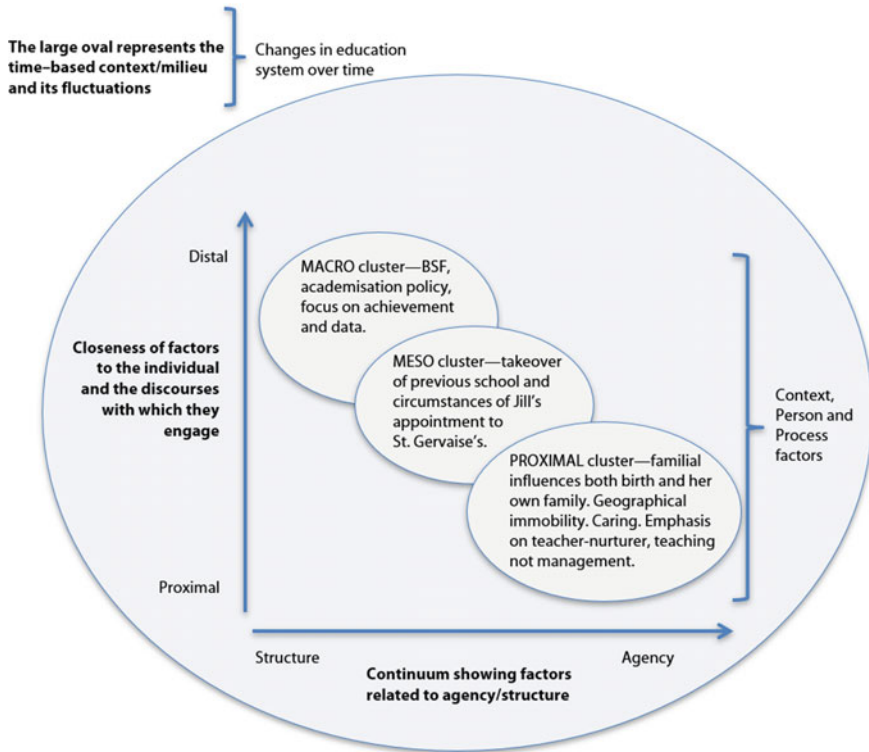 The large oval represents the
time–based context/milieu
and its fluctuations
Changes in education
system over time
Distal
MACRO cluster—BSF,
academisation policy,
focus on achievement
and data.
Closeness of factors
to the individual
and the discourses
with which they
engage
MESO cluster—takeover
of previous school and
circumstances of Jill’s
appointment to
St. Gervaise’s.
PROXIMAL cluster—familial
influences both birth and her
own family. Geographical
immobility. Caring. Emphasis
on teacher-nurturer, teaching
not management.
Context,
Person and
Process
factors
Proximal
Structure
Agency
Continuum showing factors
related to agency/structure